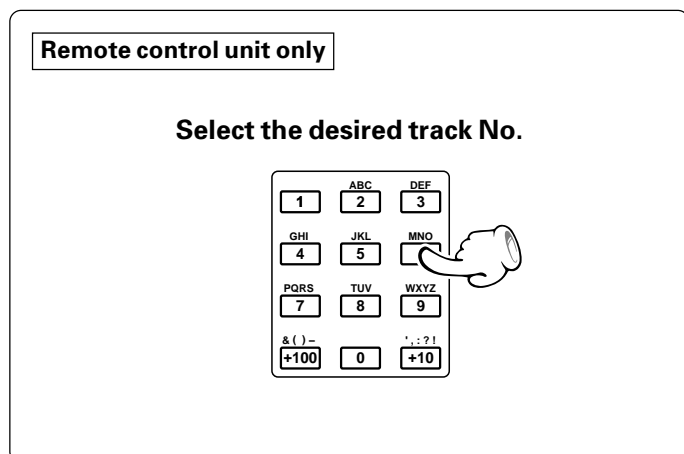 Remote control unit only
Select the desired track No.
ABC DEF
1 2 3
GHI JKL MNO
4 5
PQRS TUV WXYZ
7 8 9
& ( ) – ' , : ? !
+100 0 +10